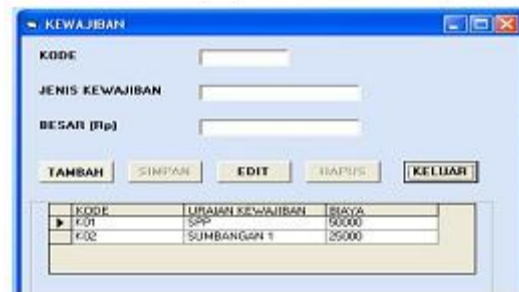 KEWAJIBAN
KODE
JENIS KEWAJIBAN
BESAR (Rp)
TAMBAH SIMPAN EDIT HAPUS KELUAR
KODE URAIAN KEWAJIBAN BIAYA
K01 SPP 50000
K02 SUMBANGAN 1 25000